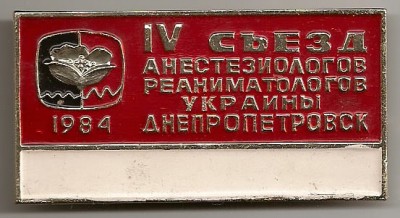 IV СЪЕЗД
АНЕСТЕЗИОЛОГОВ
РЕАНИМАТОЛОГОВ
УКРАИНЫ
1984 ДНЕПРОПЕТРОВСК